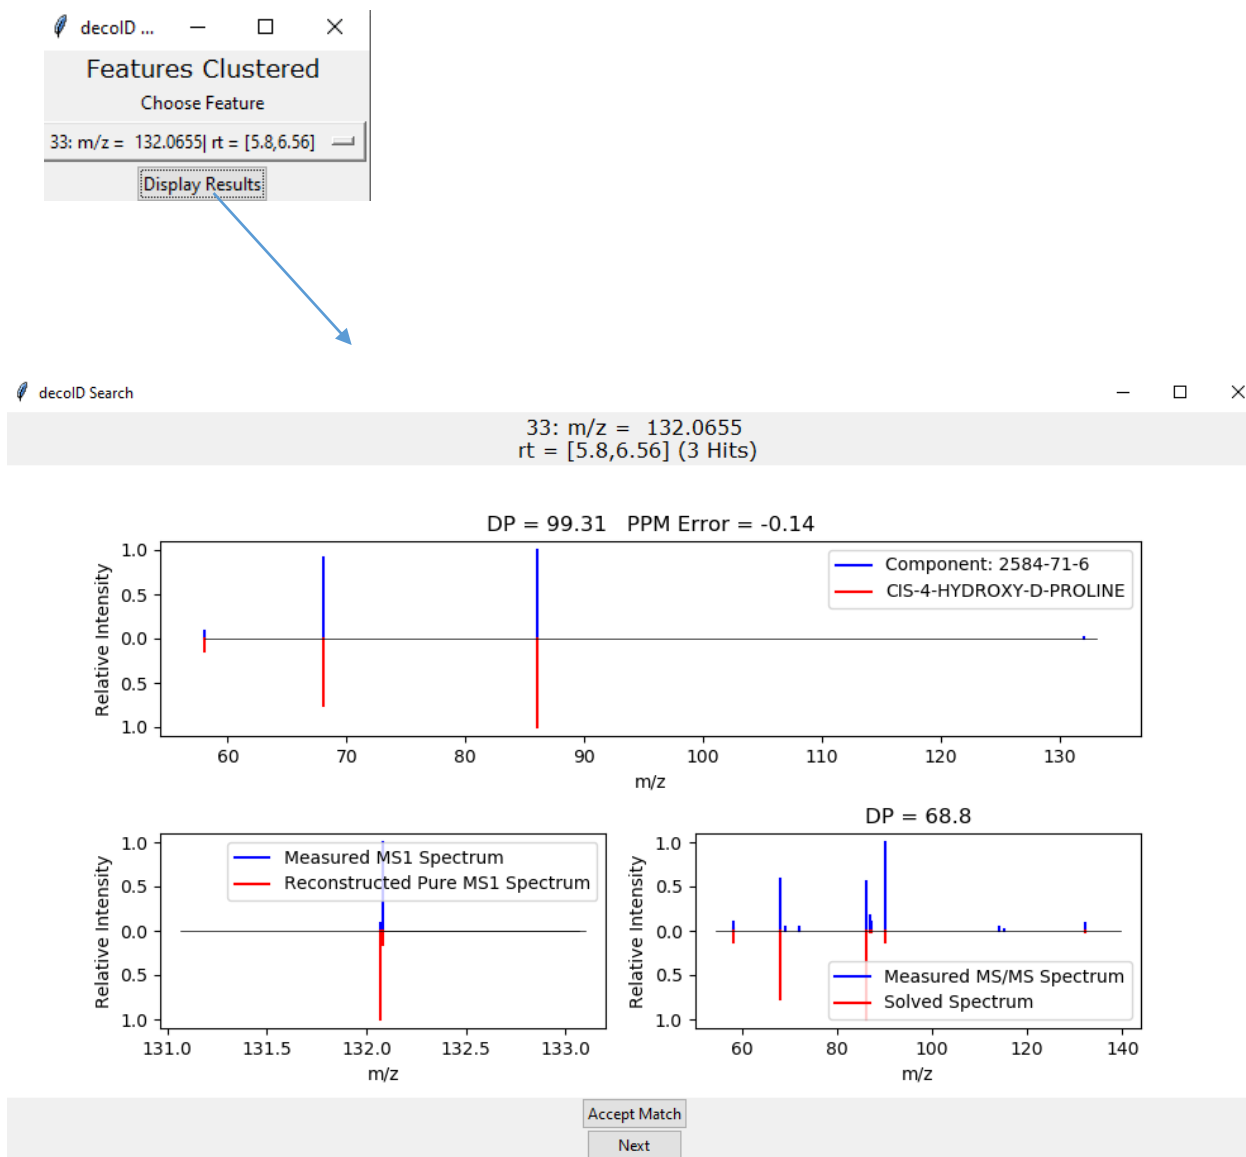 decoID ...
Features Clustered
Choose Feature
33: m/z = 132.0655| rt = [5.8,6.56]
Display Results
decoID Search
33: m/z = 132.0655
rt = [5.8,6.56] (3 Hits)
DP = 99.31 PPM Error = -0.14
Relative Intensity
1.0
0.5
0.0
0.5
1.0
Component: 2584-71-6
CIS-4-HYDROXY-D-PROLINE
60 70 80 90 100 110 120 130
m/z
Relative Intensity
1.0
0.5
0.0
0.5
1.0
Measured MS1 Spectrum
Reconstructed Pure MS1 Spectrum
131.0 131.5 132.0 132.5 133.0
m/z
DP = 68.8
Relative Intensity
1.0
0.5
0.0
0.5
1.0
Measured MS/MS Spectrum
Solved Spectrum
60 80 100 120 140
m/z
Accept Match
Next